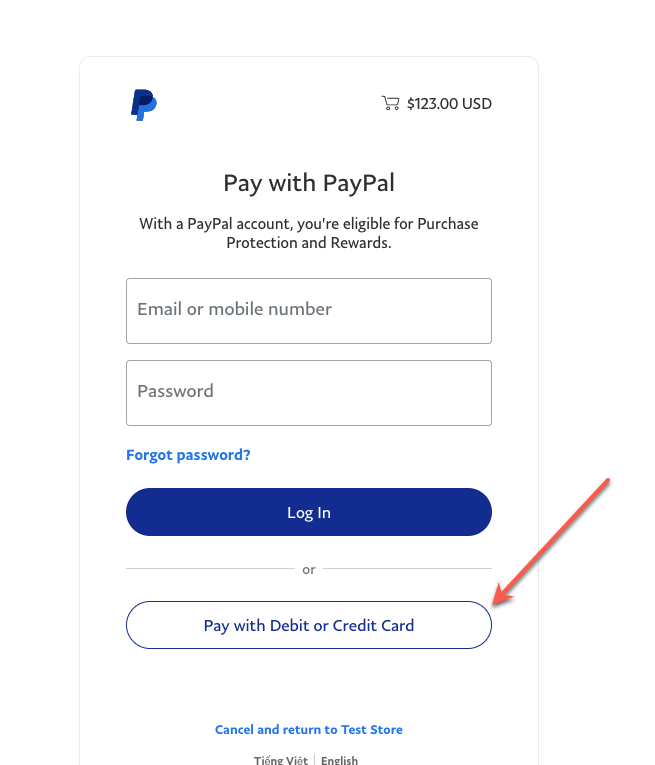 $123.00 USD
Pay with PayPal
With a PayPal account, you're eligible for Purchase
Protection and Rewards.
Email or mobile number
Password
Forgot password?
Log In
or
Pay with Debit or Credit Card
Cancel and return to Test Store
Tiếng Việt | English